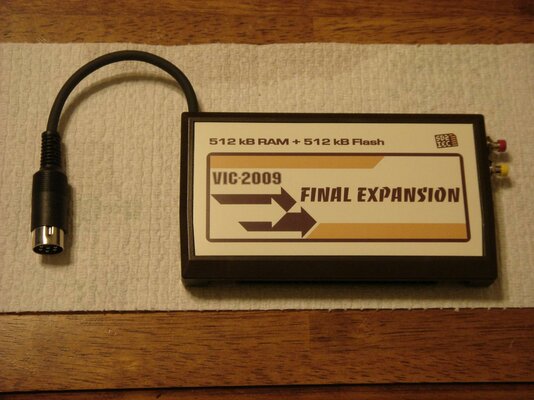 512 kB RAM + 512 kB Flash
VIC-2009
FINAL EXPANSION